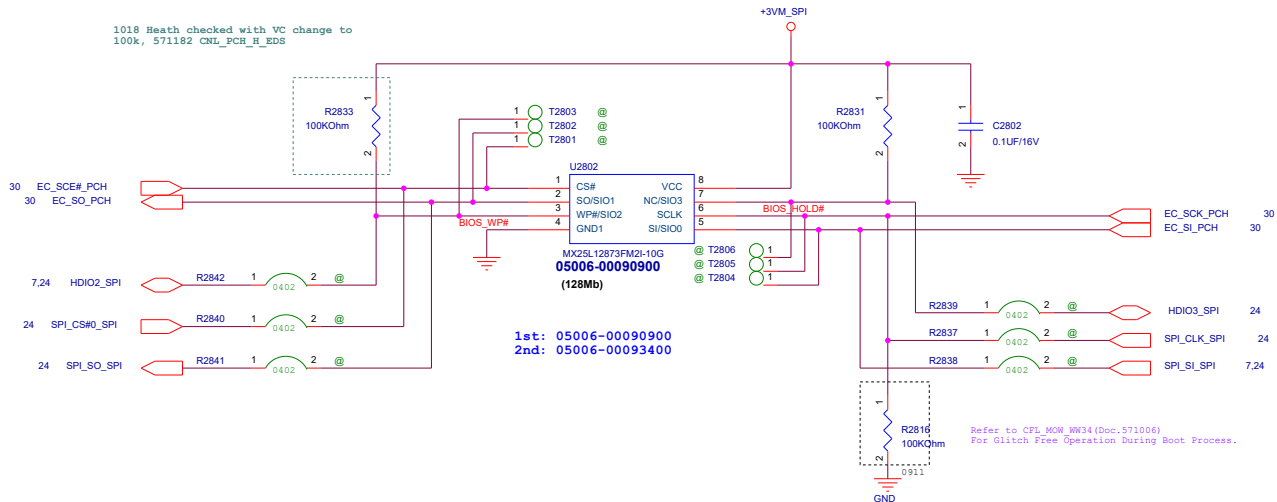 +3VM_SPI
1018 Heath checked with VC change to
100k, 571182 CNL_PCH_H_EDS
R2833
100KOhm
1
2
1 T2803 @
1 T2802 @
1 T2801 @
R2831
100KOhm
1
2
1
2
C2802
0.1UF/16V
U2802
30 EC_SCE#_PCH
30 EC_SO_PCH
1 CS#
2 SO/SIO1
3 WP#/SIO2
4 GND1
VCC 8
NC/SIO3 7
SCLK 6
SI/SIO0 5
BIOS_WP#
BIOS_HOLD#
EC_SCK_PCH 30
EC_SI_PCH 30
MX25L12873FM2I-10G
05006-00090900
(128Mb)
@ T2806 1
@ T2805 1
@ T2804 1
7,24 HDIO2_SPI R2842 1 2 @
0402
24 SPI_CS#0_SPI R2840 1 2 @
0402
24 SPI_SO_SPI R2841 1 2 @
0402
1st: 05006-00090900
2nd: 05006-00093400
R2839 1 2 @ HDIO3_SPI 24
0402
R2837 1 2 @ SPI_CLK_SPI 24
0402
R2838 1 2 @ SPI_SI_SPI 7,24
0402
1
2
R2816
100KOhm
0911
GND
Refer to CFL_MOW_WW34(Doc.571006)
For Glitch Free Operation During Boot Process.